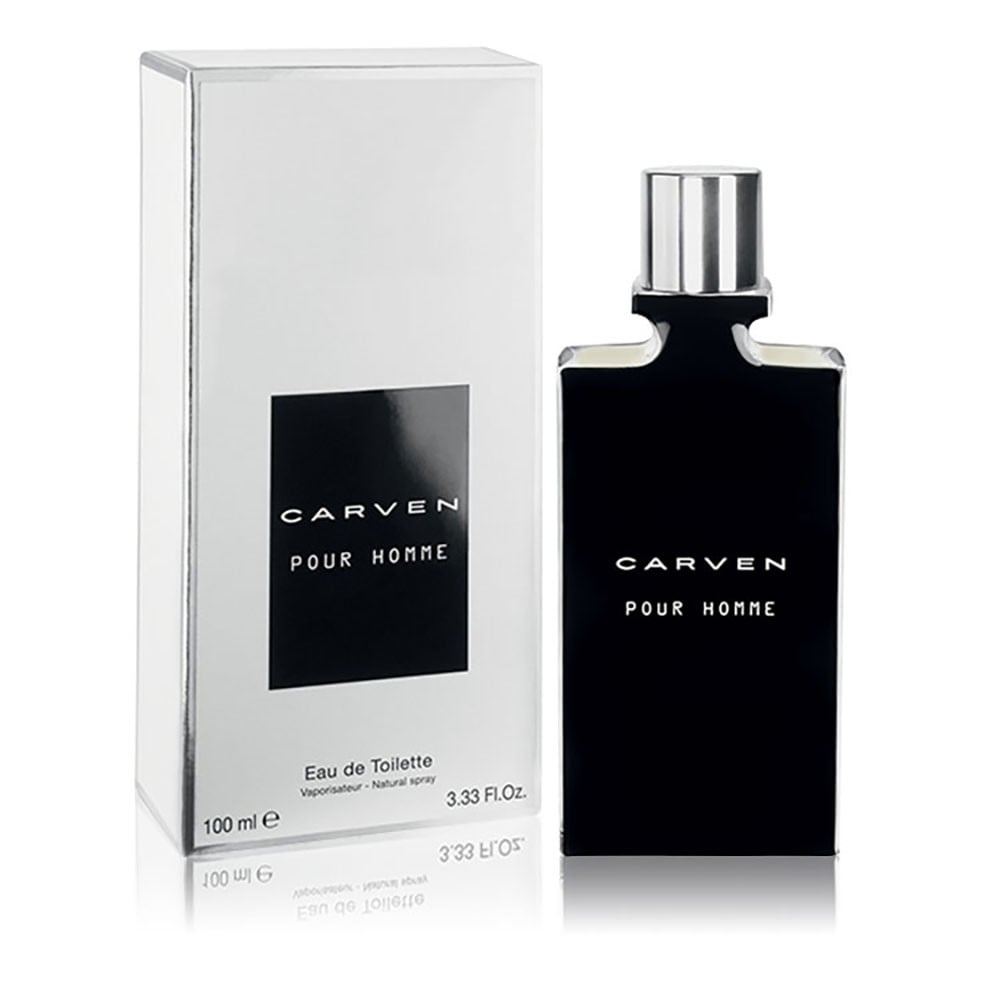 CARVEN
POUR HOMME
Eau de Toilette
Vaporisateur - Natural spray
100 ml ℮
3.33 Fl.Oz.
CARVEN
POUR HOMME